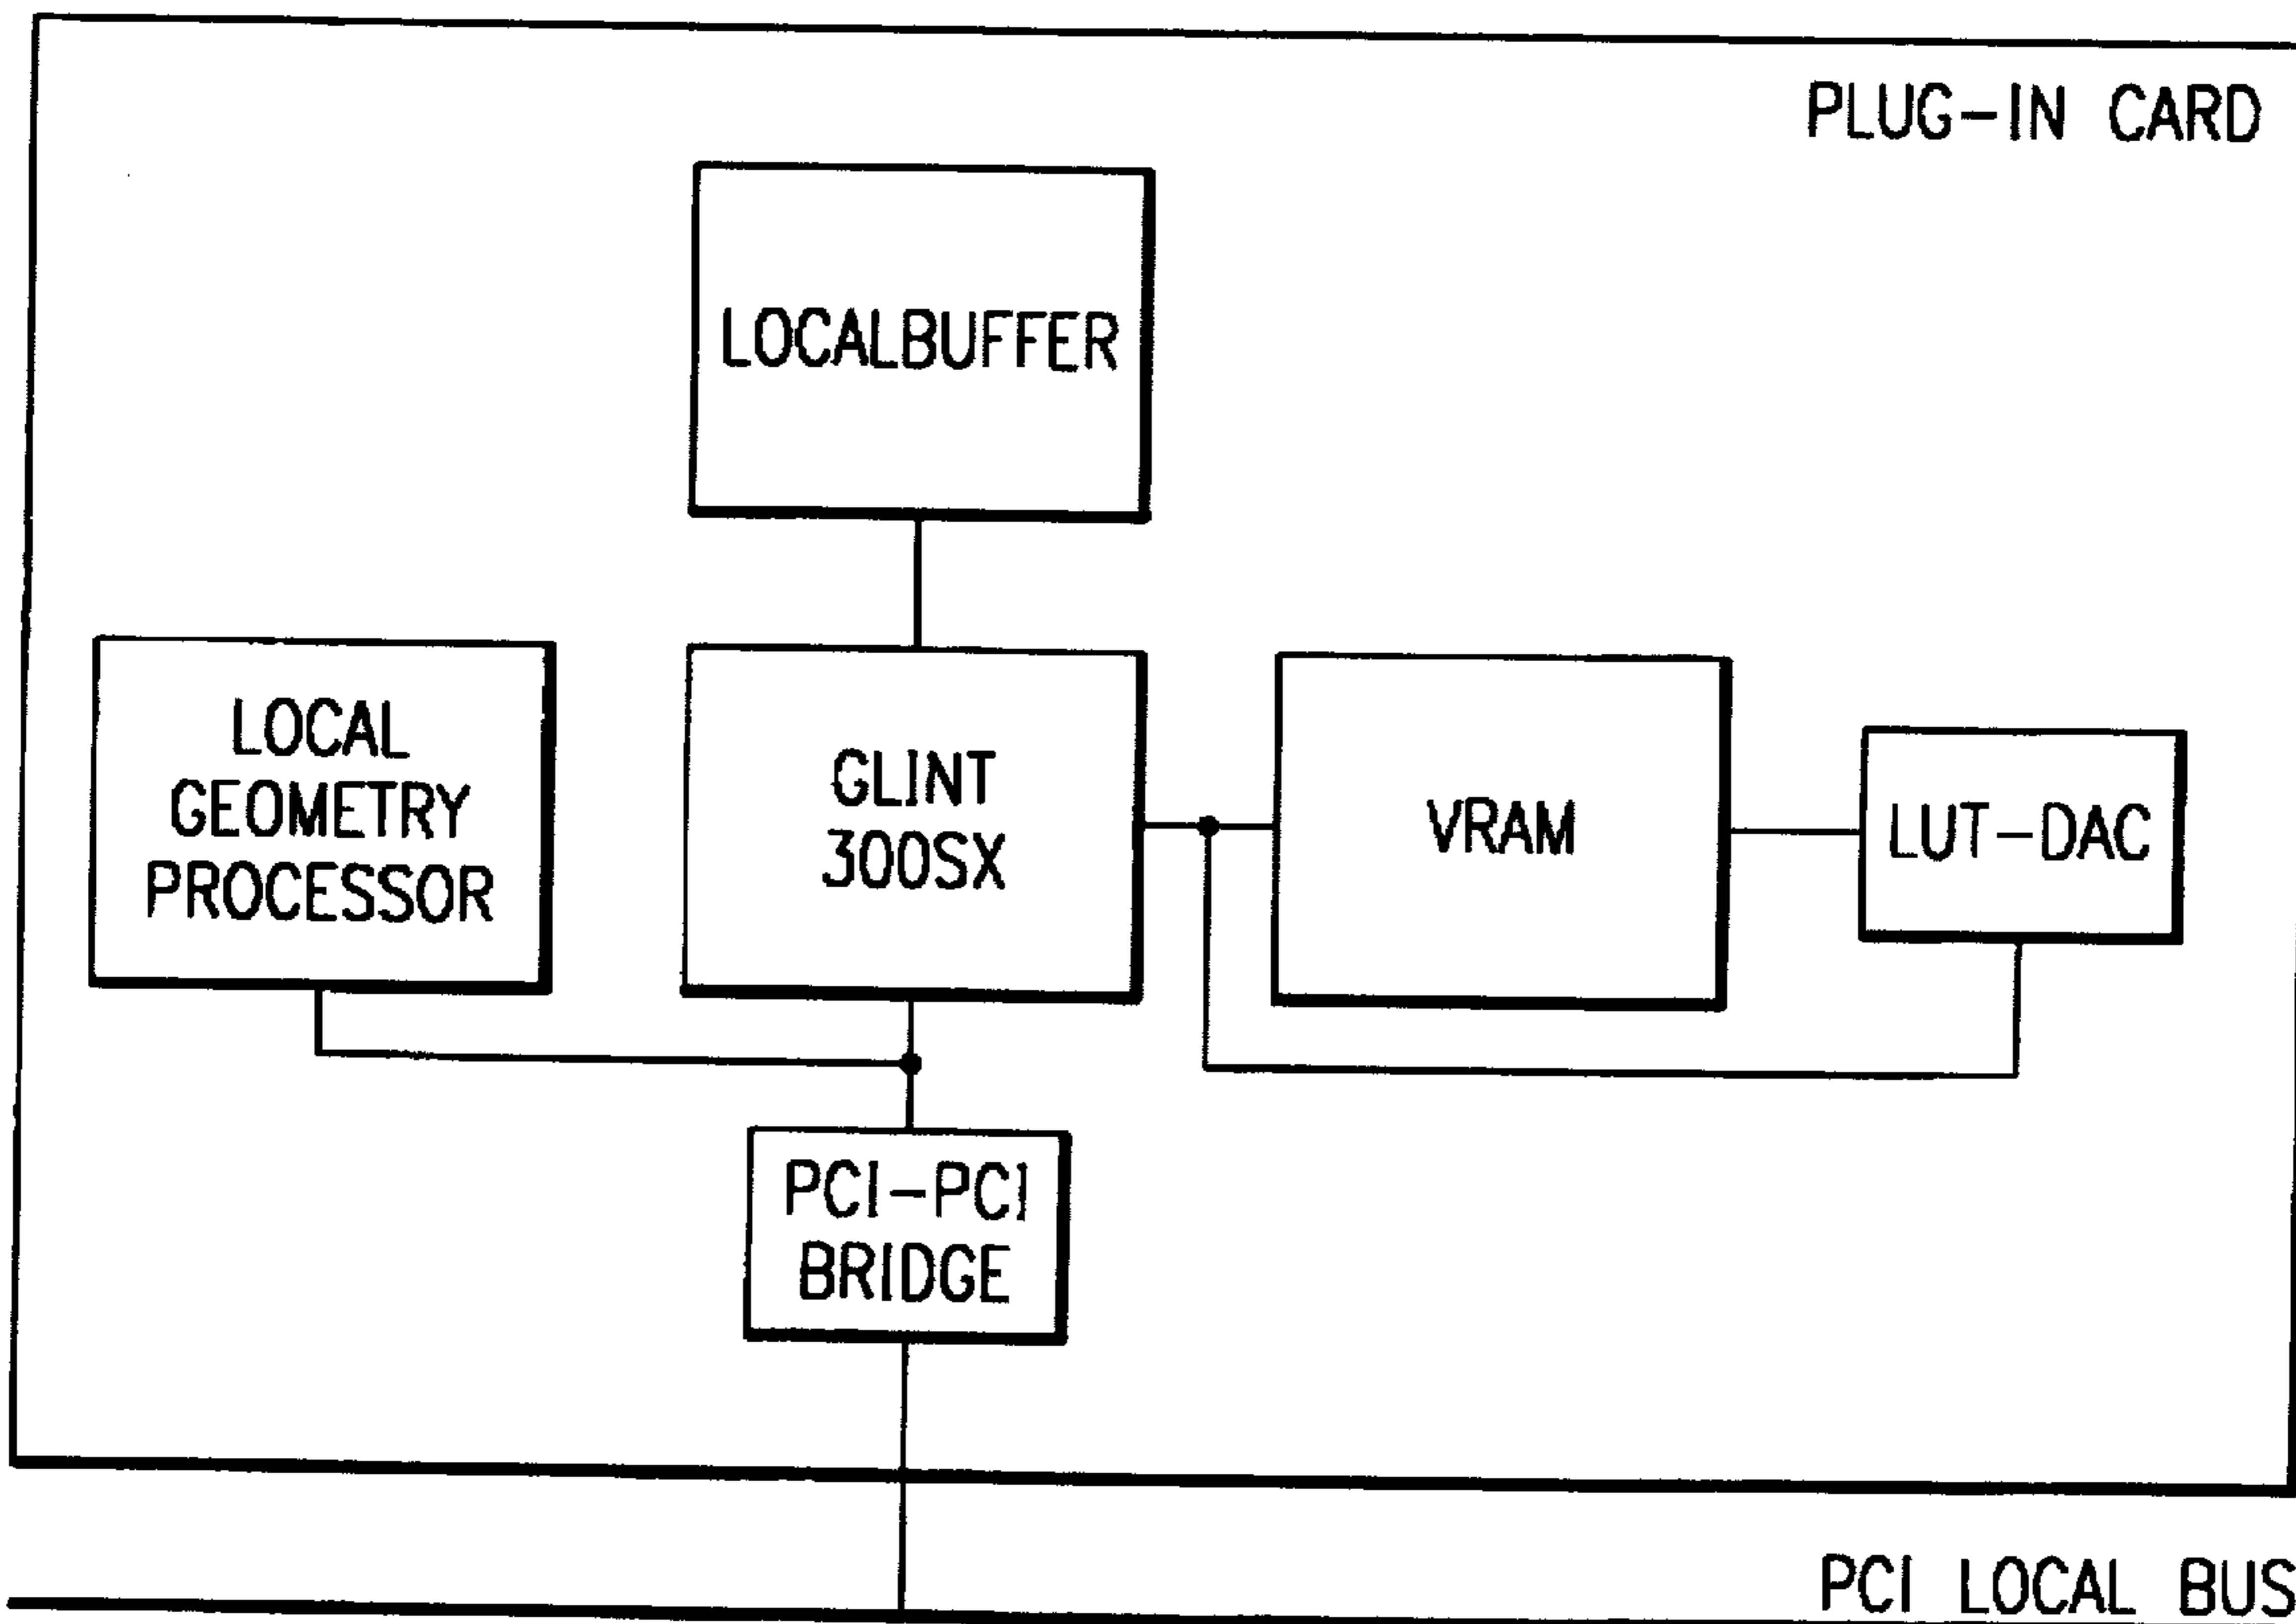 PLUG-IN CARD
LOCALBUFFER
LOCAL
GEOMETRY
PROCESSOR
GLINT
300SX
VRAM
LUT-DAC
PCI-PCI
BRIDGE
PCI LOCAL BUS